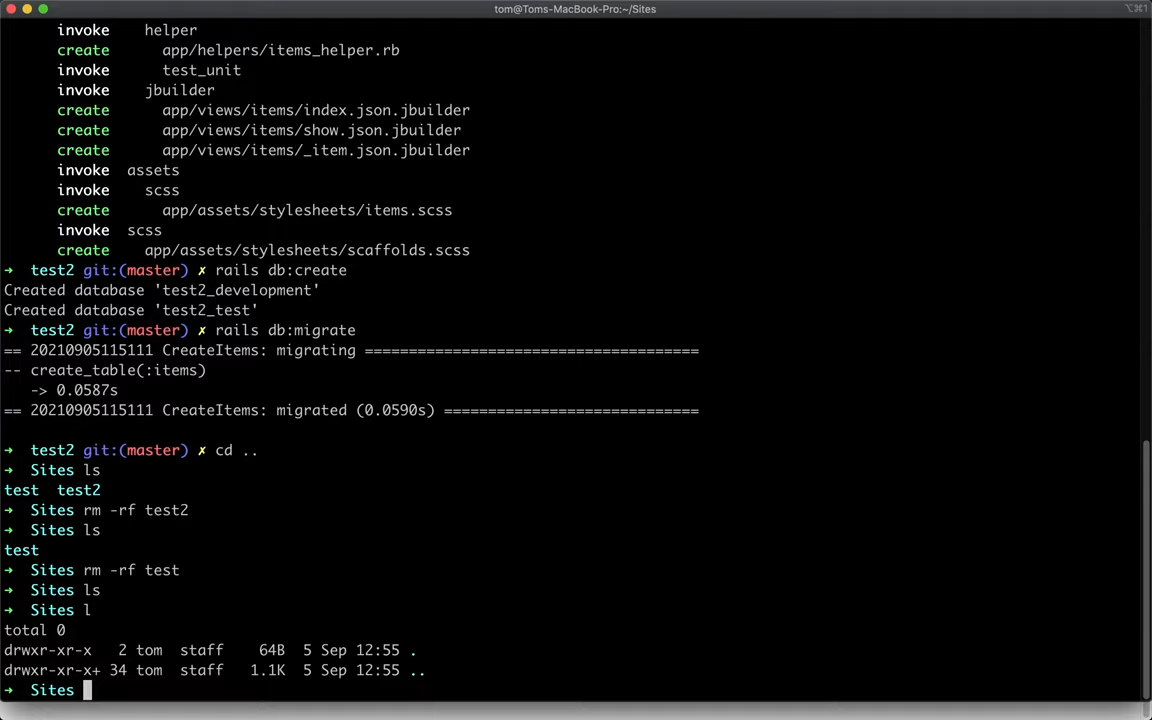 tom@Toms-MacBook-Pro:~/Sites
⌥⌘1
invoke helper
create app/helpers/items_helper.rb
invoke test_unit
invoke jbuilder
create app/views/items/index.json.jbuilder
create app/views/items/show.json.jbuilder
create app/views/items/_item.json.jbuilder
invoke assets
invoke scss
create app/assets/stylesheets/items.scss
invoke scss
create app/assets/stylesheets/scaffolds.scss
→ test2 git:(master) ✗ rails db:create
Created database 'test2_development'
Created database 'test2_test'
→ test2 git:(master) ✗ rails db:migrate
== 20210905115111 CreateItems: migrating ======================================
-- create_table(:items)
-> 0.0587s
== 20210905115111 CreateItems: migrated (0.0590s) =============================
→ test2 git:(master) ✗ cd ..
→ Sites ls
test test2
→ Sites rm -rf test2
→ Sites ls
test
→ Sites rm -rf test
→ Sites ls
→ Sites l
total 0
drwxr-xr-x 2 tom staff 64B 5 Sep 12:55 .
drwxr-xr-x+ 34 tom staff 1.1K 5 Sep 12:55 ..
→ Sites